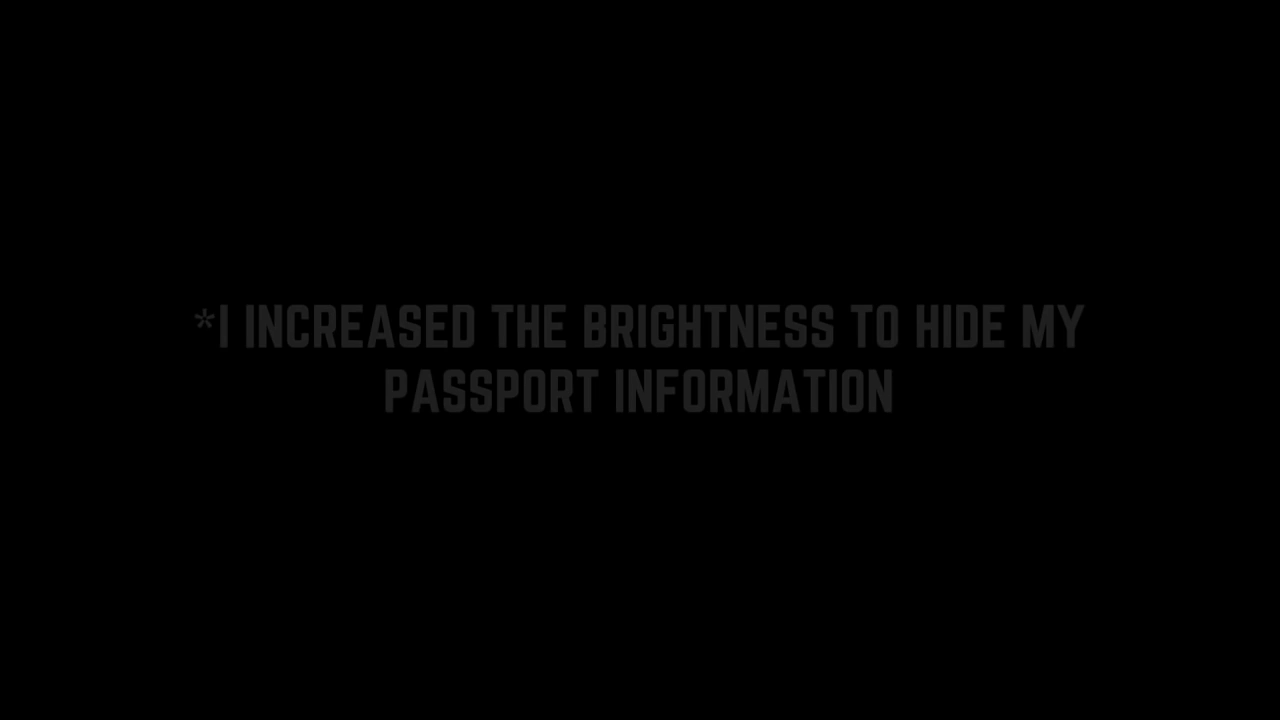 *I INCREASED THE BRIGHTNESS TO HIDE MY
PASSPORT INFORMATION